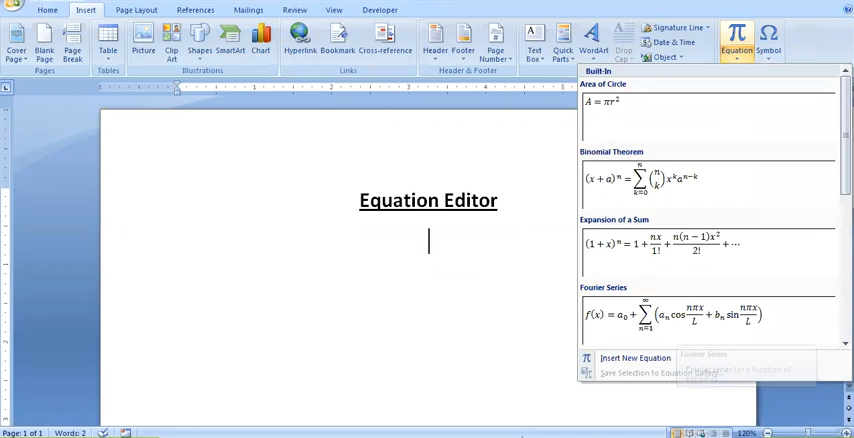 Home Insert Page Layout References Mailings Review View Developer
Cover Page Blank Page Page Break Table Picture Clip Art Shapes SmartArt Chart Hyperlink Bookmark Cross-reference Header Footer Page Number Text Box Quick Parts WordArt Drop Cap Signature Line Date & Time Object Equation Symbol
Pages Tables Illustrations Links Header & Footer
Built-In
Area of Circle
A = πr²
Binomial Theorem
(x + a)ⁿ = ∑ₖ₌₀ⁿ (n k) xᵏaⁿ⁻ᵏ
Expansion of a Sum
(1 + x)ⁿ = 1 + nx/1! + n(n − 1)x²/2! + ⋯
Fourier Series
f(x) = a₀ + ∑ₙ₌₁^∞ (aₙ cos nπx/L + bₙ sin nπx/L)
Insert New Equation
Fourier Series
Save Selection to Equation Gallery...
Equation Editor
Page: 1 of 1 Words: 2 120%